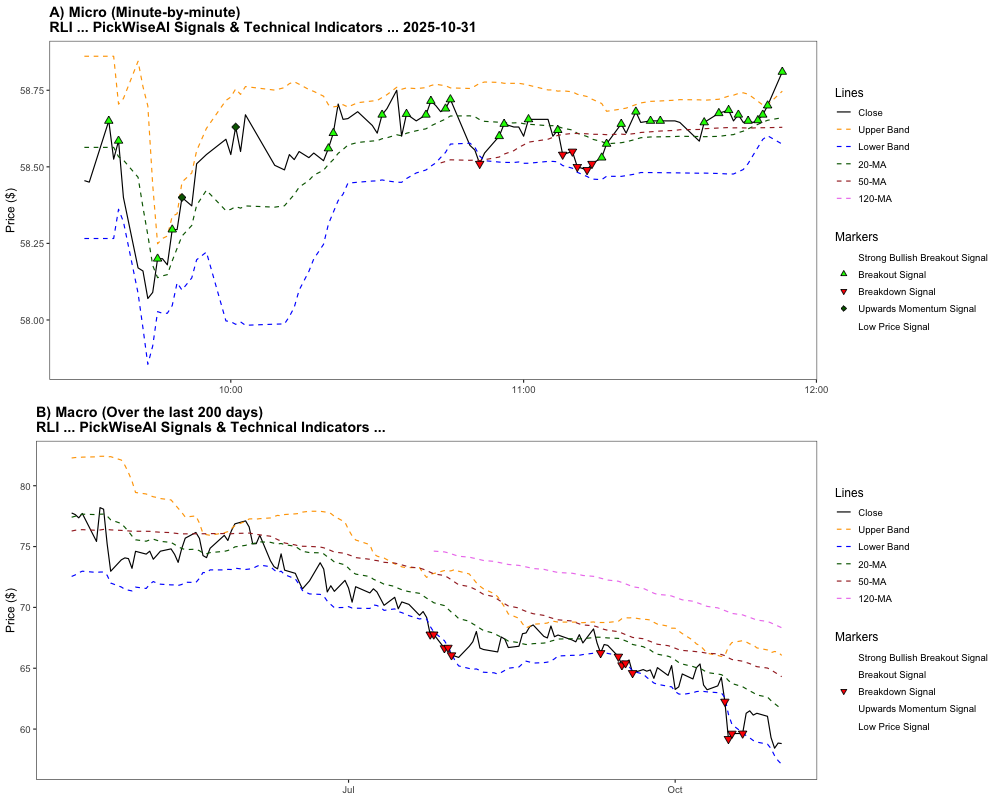 A) Micro (Minute-by-minute)
RLI ... PickWiseAI Signals & Technical Indicators ... 2025-10-31
Price ($)
58.75
58.50
58.25
58.00
10:00
11:00
12:00
Lines
Close
Upper Band
Lower Band
20-MA
50-MA
120-MA
Markers
Strong Bullish Breakout Signal
Breakout Signal
Breakdown Signal
Upwards Momentum Signal
Low Price Signal
B) Macro (Over the last 200 days)
RLI ... PickWiseAI Signals & Technical Indicators ...
Price ($)
80
75
70
65
60
Jul
Oct
Lines
Close
Upper Band
Lower Band
20-MA
50-MA
120-MA
Markers
Strong Bullish Breakout Signal
Breakout Signal
Breakdown Signal
Upwards Momentum Signal
Low Price Signal